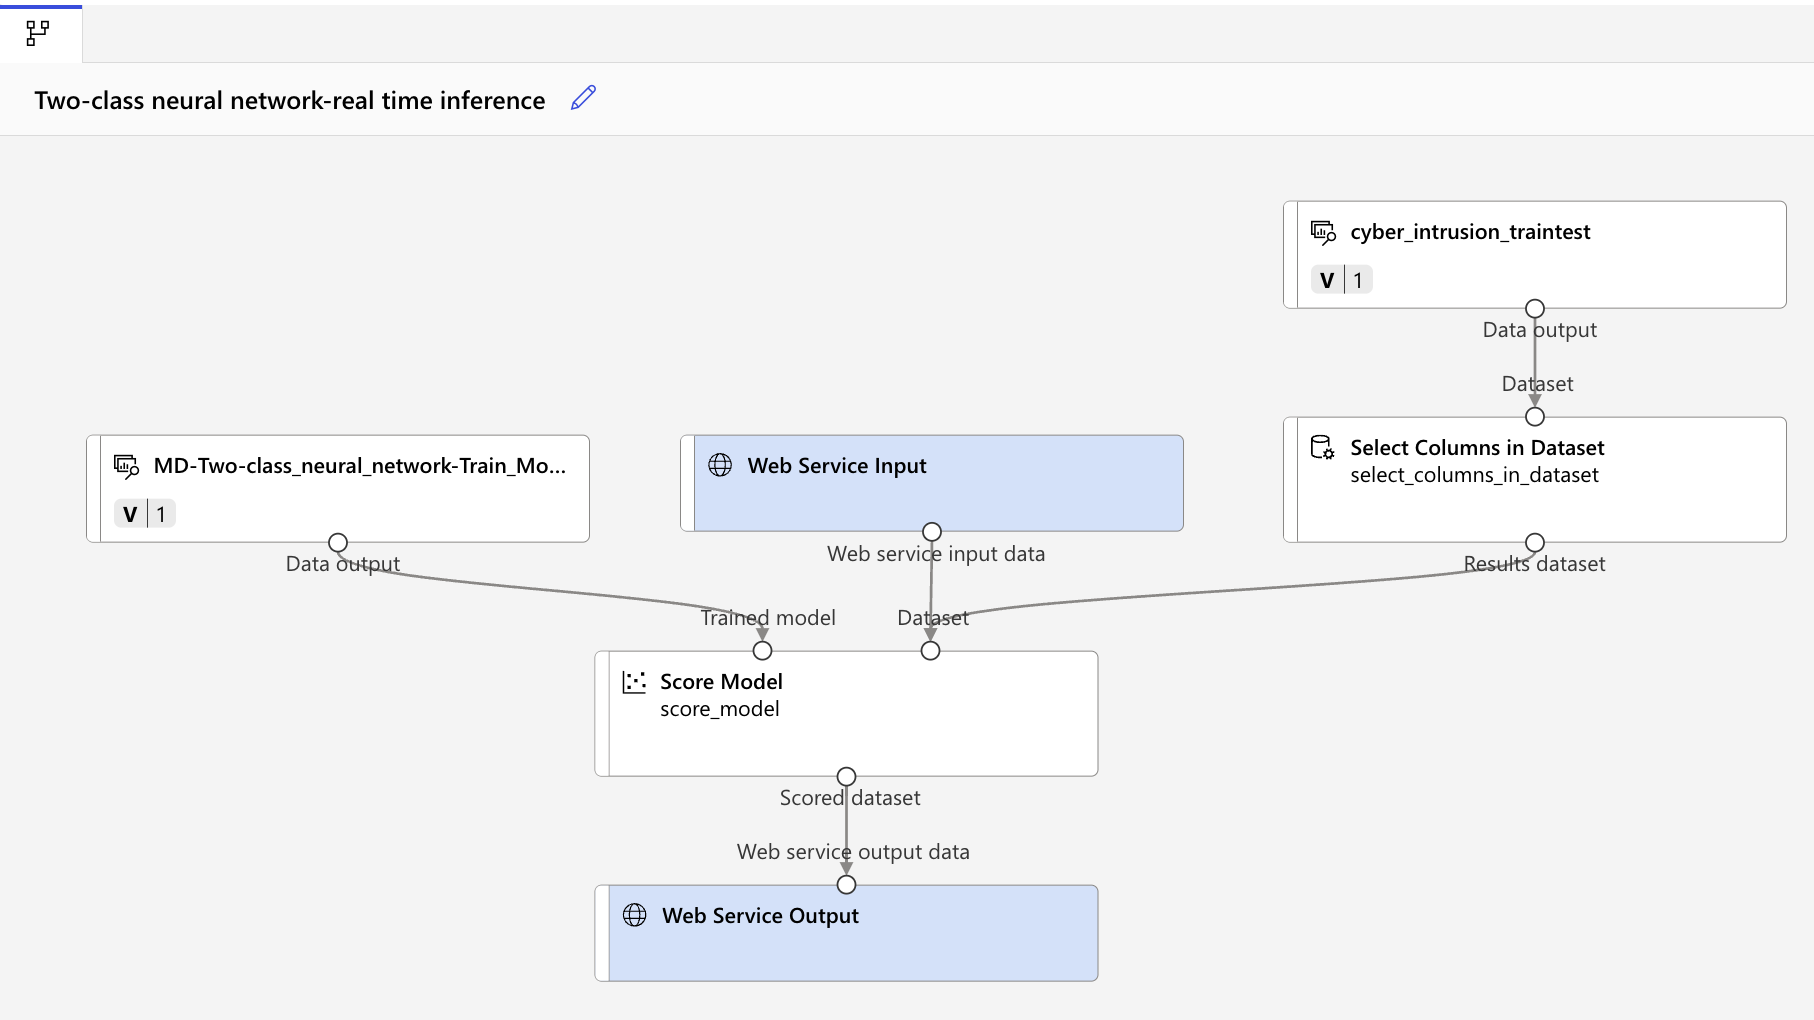 Two-class neural network-real time inference
cyber_intrusion_traintest
V 1
Data output
Dataset
MD-Two-class_neural_network-Train_Mo...
V 1
Data output
Web Service Input
Web service input data
Select Columns in Dataset
select_columns_in_dataset
Results dataset
Trained model
Dataset
Score Model
score_model
Scored dataset
Web service output data
Web Service Output